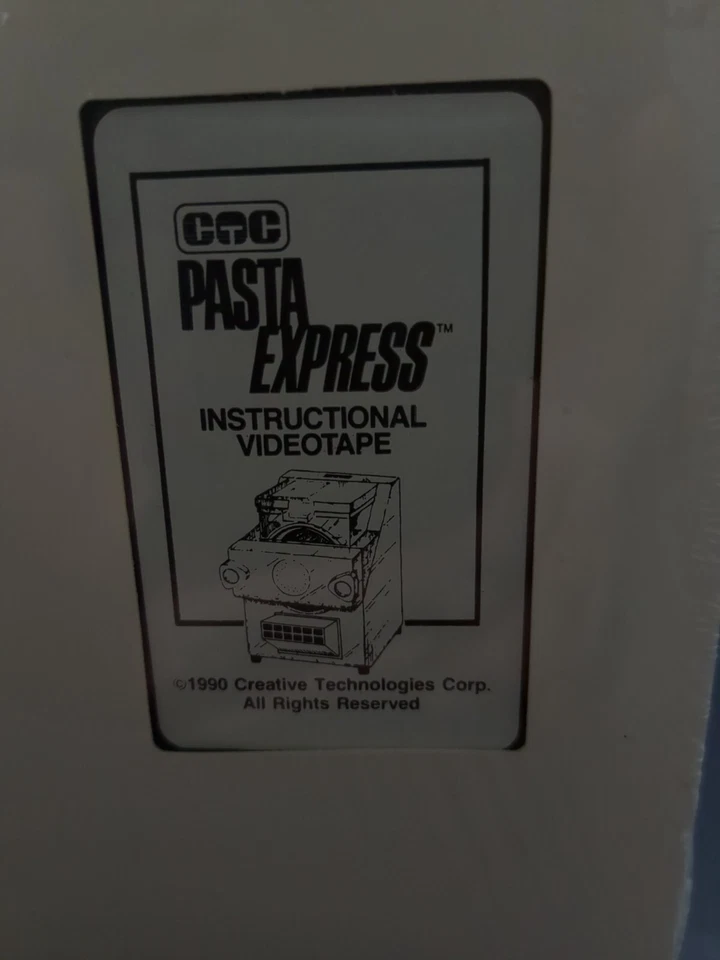 CTC
PASTA
EXPRESS™
INSTRUCTIONAL
VIDEOTAPE
©1990 Creative Technologies Corp.
All Rights Reserved